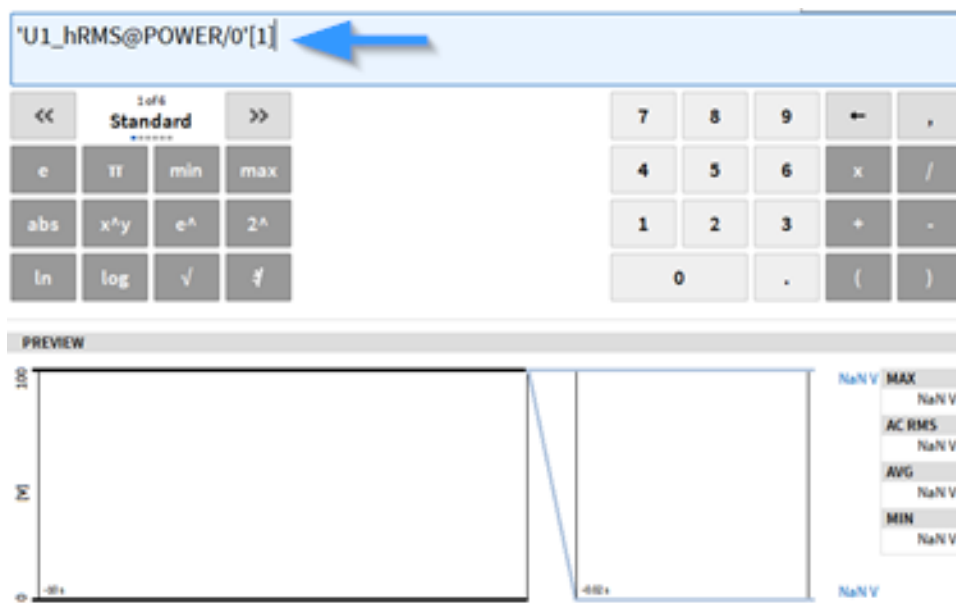 'U1_hRMS@POWER/0'[1]
<< 1 of 6 >> 7 8 9 ← ,
Standard
e π min max 4 5 6 x /
abs x^y e^ 2^ 1 2 3 + -
ln log √ 0 . ( )
PREVIEW
100 NaN V MAX
NaN V
AC RMS
NaN V
[V] AVG
NaN V
MIN
NaN V
0 NaN V